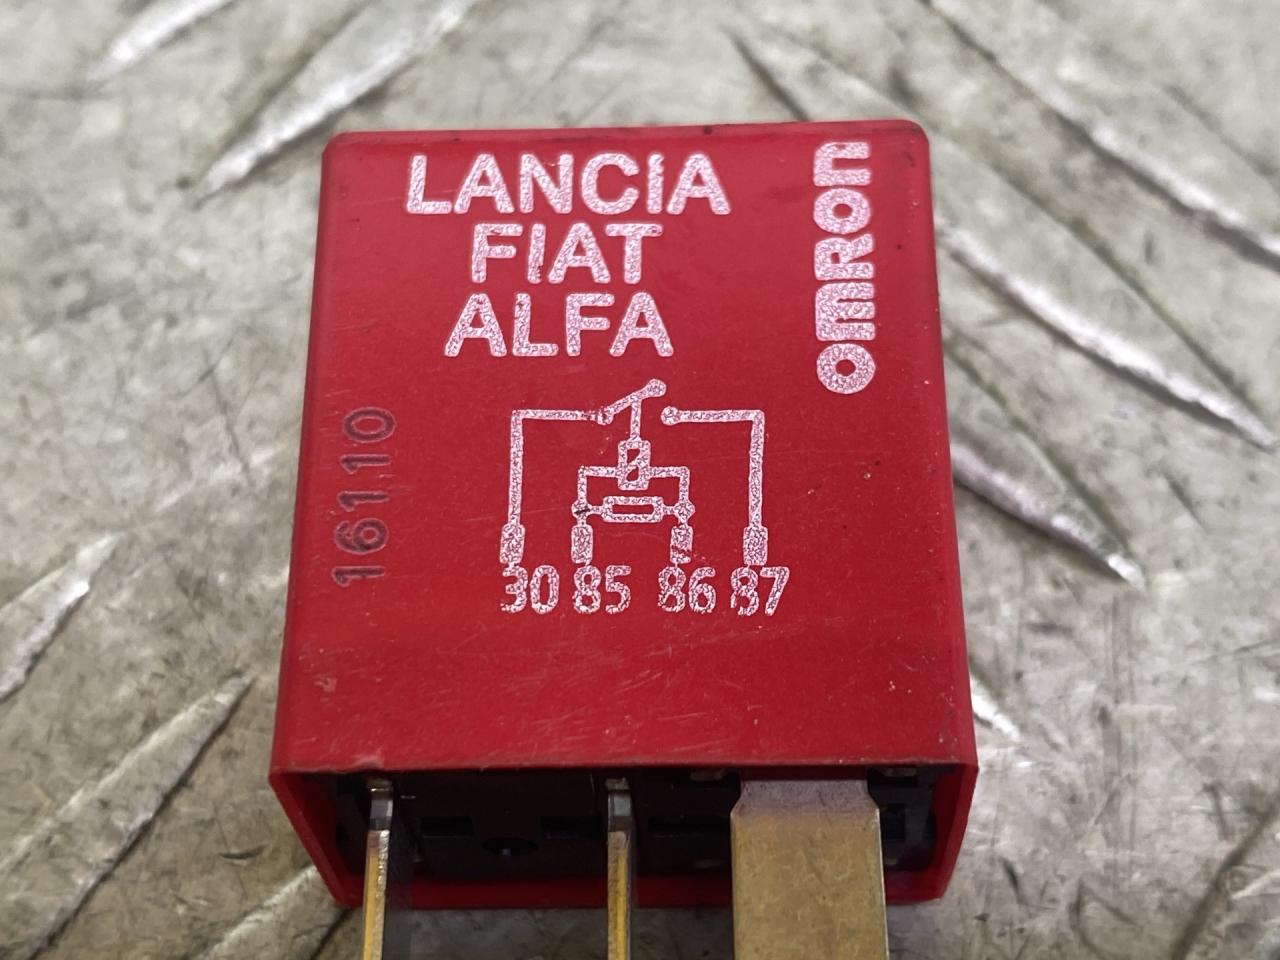 LANCIA
FIAT
ALFA
OMRON
16110
30 85 86 87